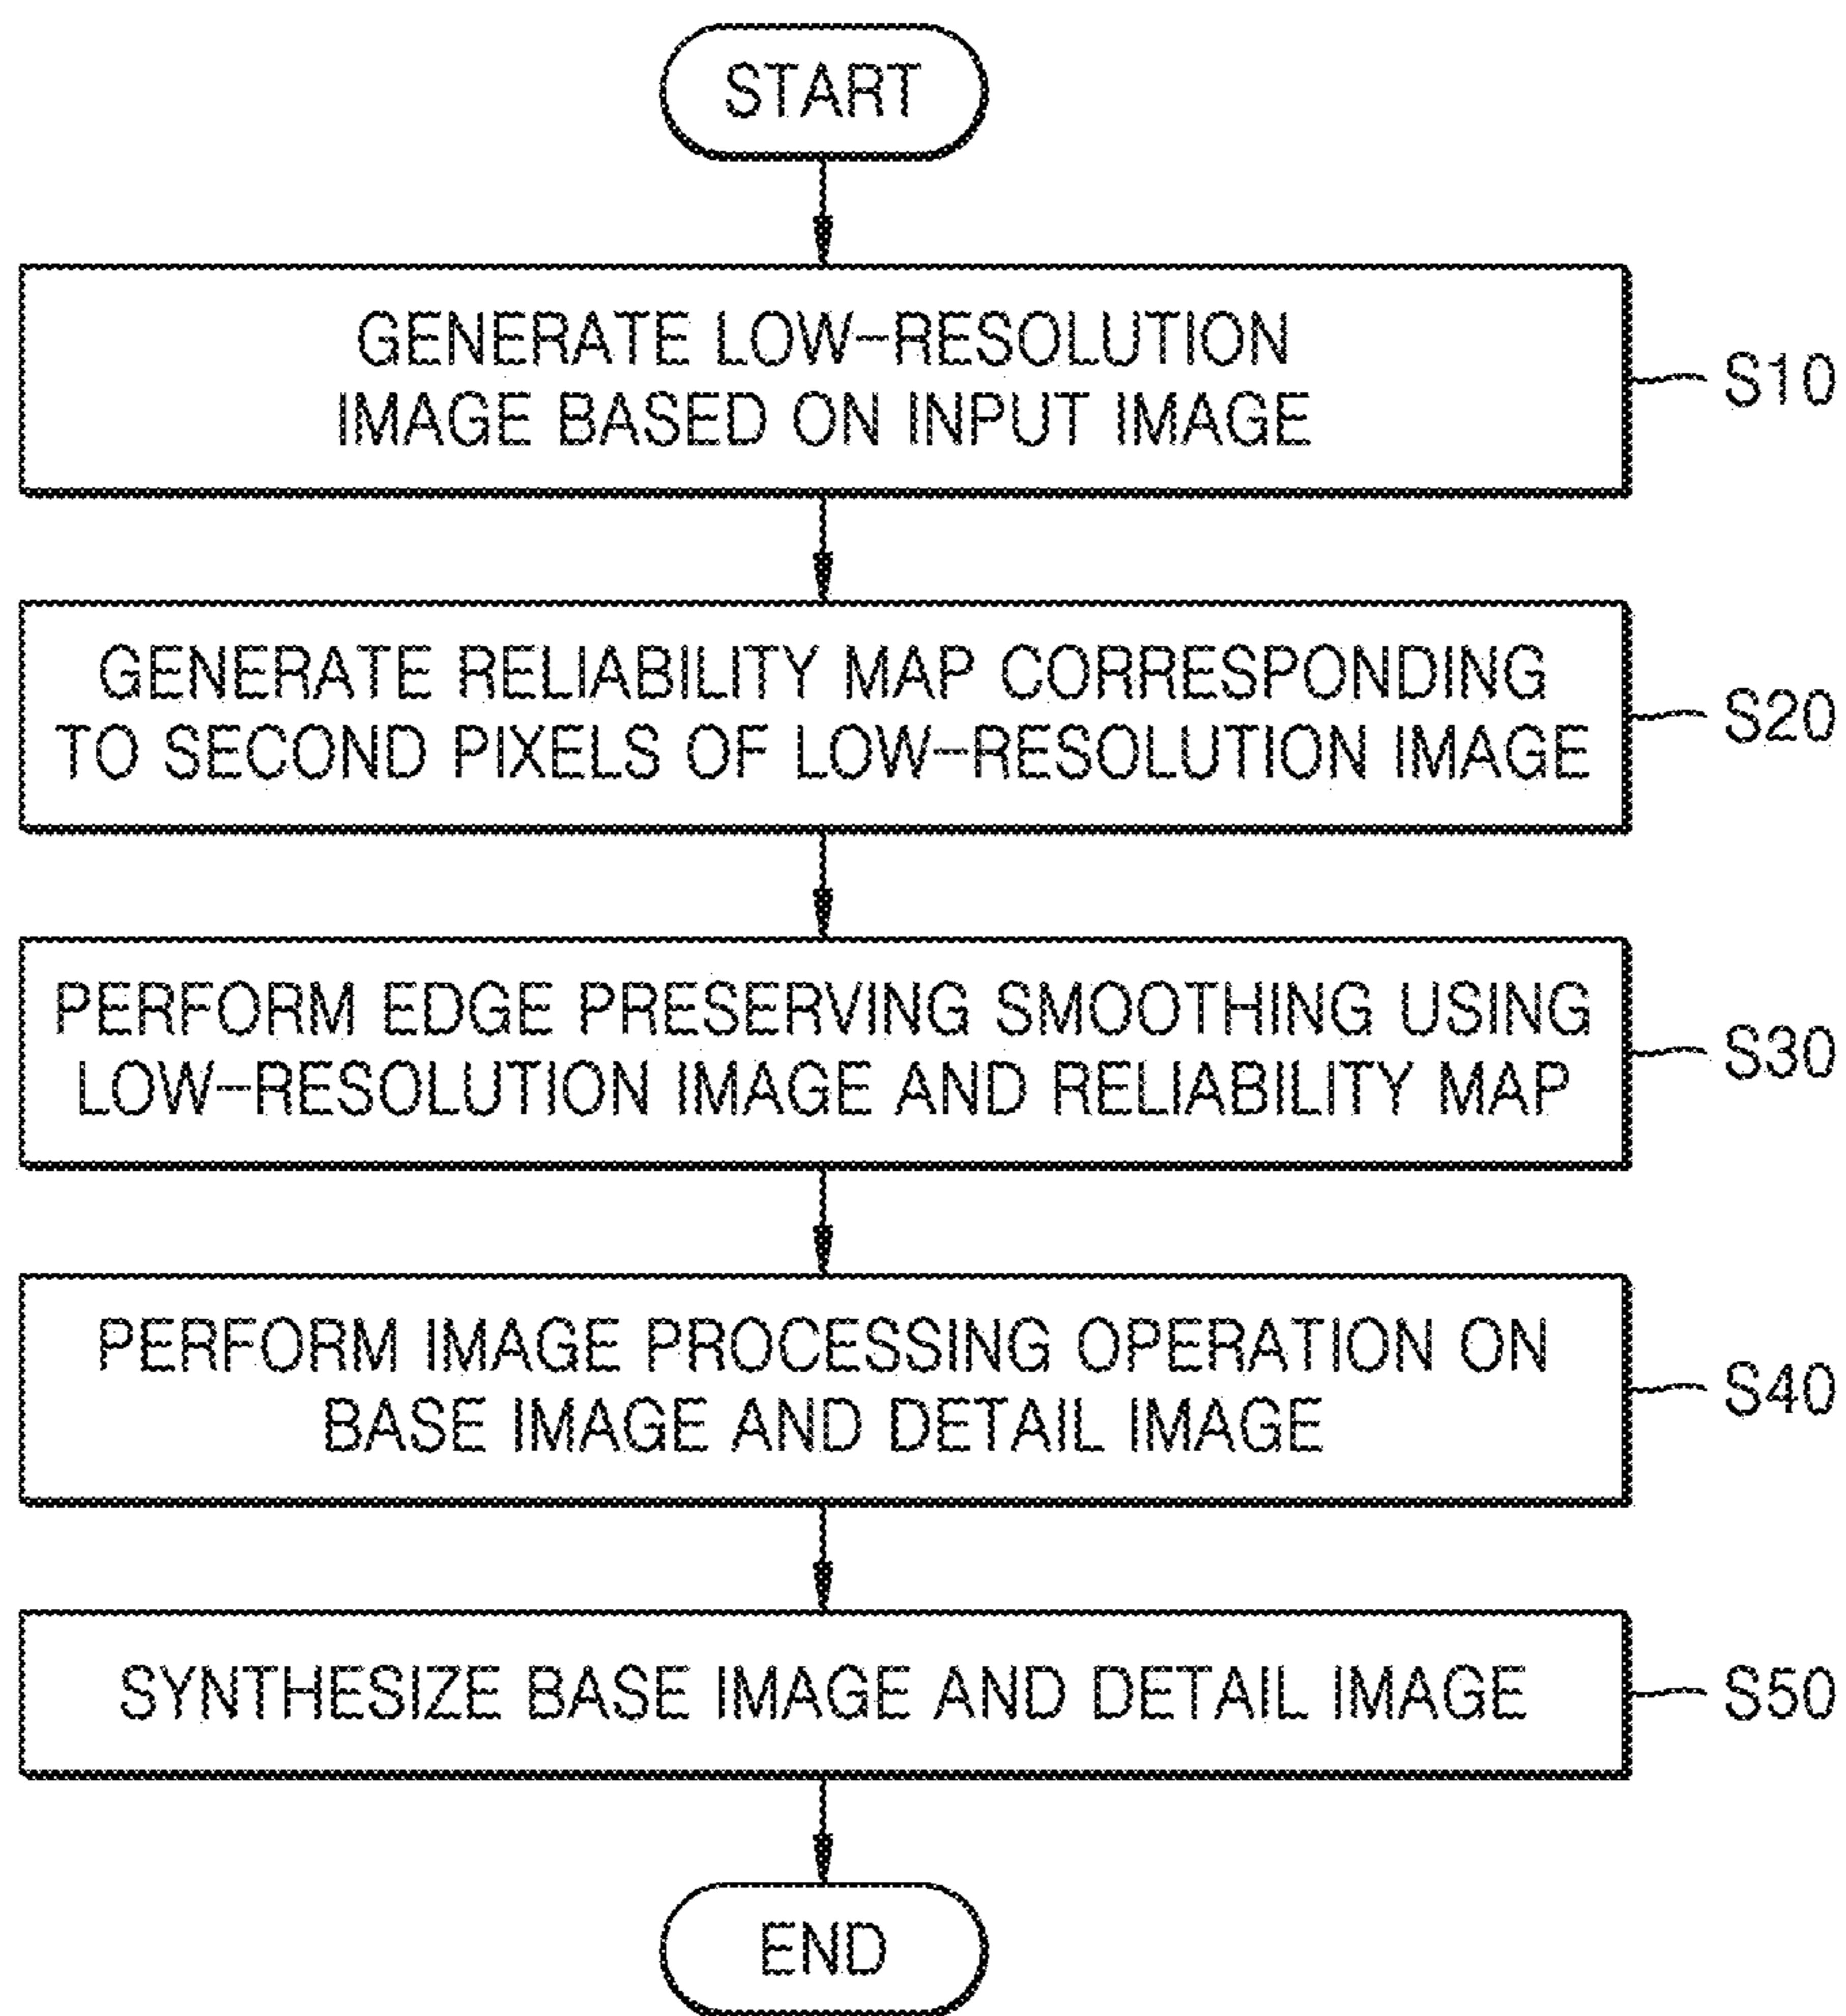 START
GENERATE LOW-RESOLUTION
IMAGE BASED ON INPUT IMAGE
S10
GENERATE RELIABILITY MAP CORRESPONDING
TO SECOND PIXELS OF LOW-RESOLUTION IMAGE
S20
PERFORM EDGE PRESERVING SMOOTHING USING
LOW-RESOLUTION IMAGE AND RELIABILITY MAP
S30
PERFORM IMAGE PROCESSING OPERATION ON
BASE IMAGE AND DETAIL IMAGE
S40
SYNTHESIZE BASE IMAGE AND DETAIL IMAGE
S50
END